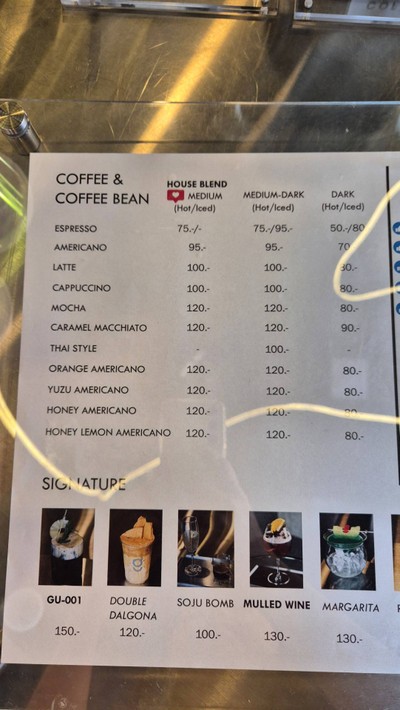 COFFEE &
COFFEE BEAN
HOUSE BLEND
MEDIUM MEDIUM-DARK DARK
(Hot/Iced) (Hot/Iced) (Hot/Iced)
ESPRESSO 75.-/- 75.-/95.- 50.-/80
AMERICANO 95.- 95.- 70
LATTE 100.- 100.- 80.-
CAPPUCCINO 100.- 100.- 80.-
MOCHA 120.- 120.- 80.-
CARAMEL MACCHIATO 120.- 120.- 90.-
THAI STYLE - 100.- -
ORANGE AMERICANO 120.- 120.- 80.-
YUZU AMERICANO 120.- 120.- 80.-
HONEY AMERICANO 120.- 120.-
HONEY LEMON AMERICANO 120.- 120.- 80.-
SIGNATURE
GU-001 DOUBLE DALGONA SOJU BOMB MULLED WINE MARGARITA
150.- 120.- 100.- 130.- 130.-